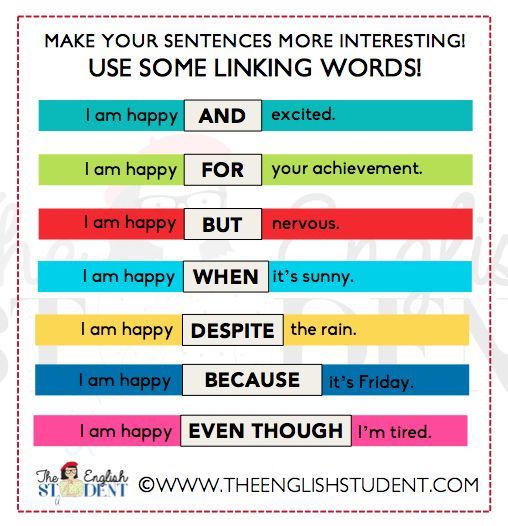 MAKE YOUR SENTENCES MORE INTERESTING!
USE SOME LINKING WORDS!
I am happy AND excited.
I am happy FOR your achievement.
I am happy BUT nervous.
I am happy WHEN it's sunny.
I am happy DESPITE the rain.
I am happy BECAUSE it's Friday.
I am happy EVEN THOUGH I'm tired.
The English
STUDENT
©WWW.THEENGLISHSTUDENT.COM